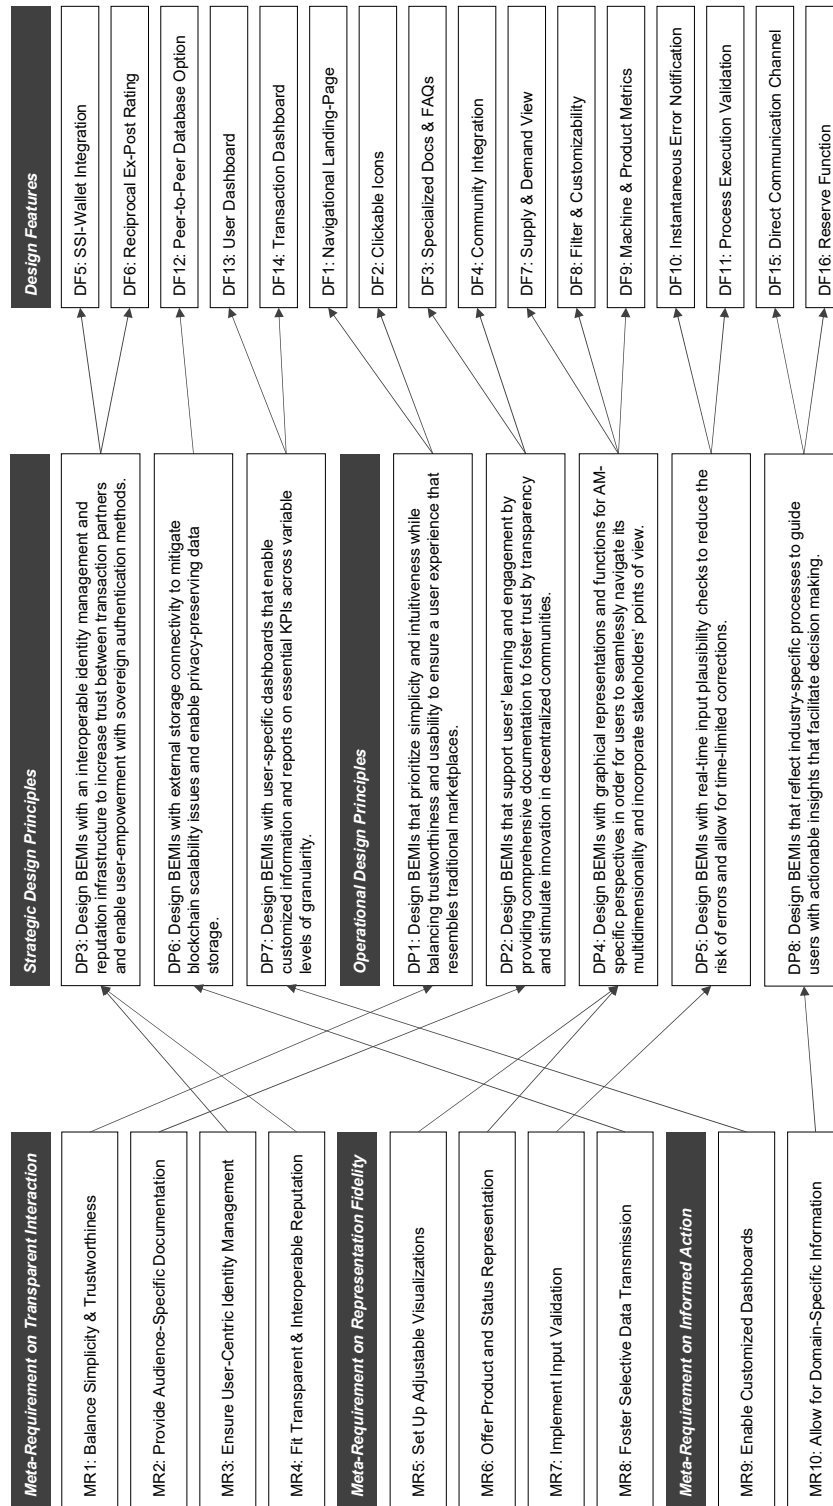 Meta-Requirement on Transparent Interaction
MR1: Balance Simplicity & Trustworthiness
MR2: Provide Audience-Specific Documentation
MR3: Ensure User-Centric Identity Management
MR4: Fit Transparent & Interoperable Reputation
Meta-Requirement on Representation Fidelity
MR5: Set Up Adjustable Visualizations
MR6: Offer Product and Status Representation
MR7: Implement Input Validation
MR8: Foster Selective Data Transmission
Meta-Requirement on Informed Action
MR9: Enable Customized Dashboards
MR10: Allow for Domain-Specific Information
Strategic Design Principles
DP3: Design BEMIs with an interoperable identity management and
reputation infrastructure to increase trust between transaction partners
and enable user-empowerment with sovereign authentication methods.
DP6: Design BEMIs with external storage connectivity to mitigate
blockchain scalability issues and enable privacy-preserving data
storage.
DP7: Design BEMIs with user-specific dashboards that enable
customized information and reports on essential KPIs across variable
levels of granularity.
Operational Design Principles
DP1: Design BEMIs that prioritize simplicity and intuitiveness while
balancing trustworthiness and usability to ensure a user experience that
resembles traditional marketplaces.
DP2: Design BEMIs that support users' learning and engagement by
providing comprehensive documentation to foster trust by transparency
and stimulate innovation in decentralized communities.
DP4: Design BEMIs with graphical representations and functions for AM-
specific perspectives in order for users to seamlessly navigate its
multidimensionality and incorporate stakeholders' points of view.
DP5: Design BEMIs with real-time input plausibility checks to reduce the
risk of errors and allow for time-limited corrections.
DP8: Design BEMIs that reflect industry-specific processes to guide
users with actionable insights that facilitate decision making.
Design Features
DF5: SSI-Wallet Integration
DF6: Reciprocal Ex-Post Rating
DF12: Peer-to-Peer Database Option
DF13: User Dashboard
DF14: Transaction Dashboard
DF1: Navigational Landing-Page
DF2: Clickable Icons
DF3: Specialized Docs & FAQs
DF4: Community Integration
DF7: Supply & Demand View
DF8: Filter & Customizability
DF9: Machine & Product Metrics
DF10: Instantaneous Error Notification
DF11: Process Execution Validation
DF15: Direct Communication Channel
DF16: Reserve Function